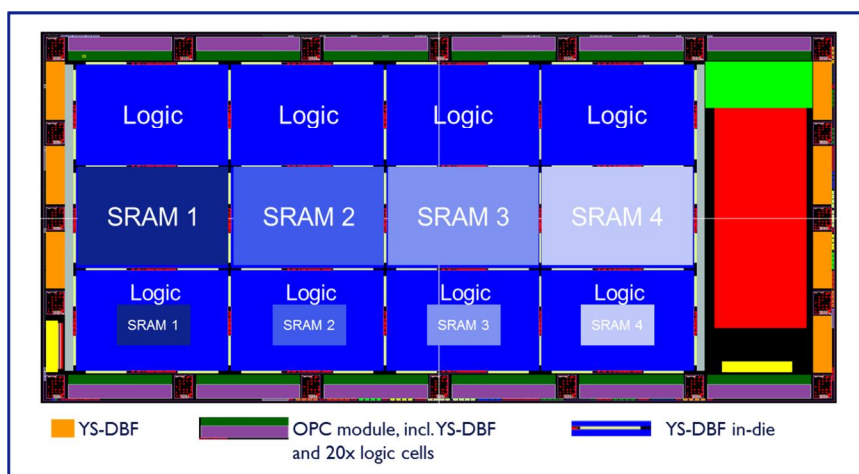 Logic Logic Logic Logic
SRAM 1 SRAM 2 SRAM 3 SRAM 4
Logic Logic Logic Logic
SRAM 1 SRAM 2 SRAM 3 SRAM 4
YS-DBF OPC module, incl. YS-DBF YS-DBF in-die
and 20x logic cells